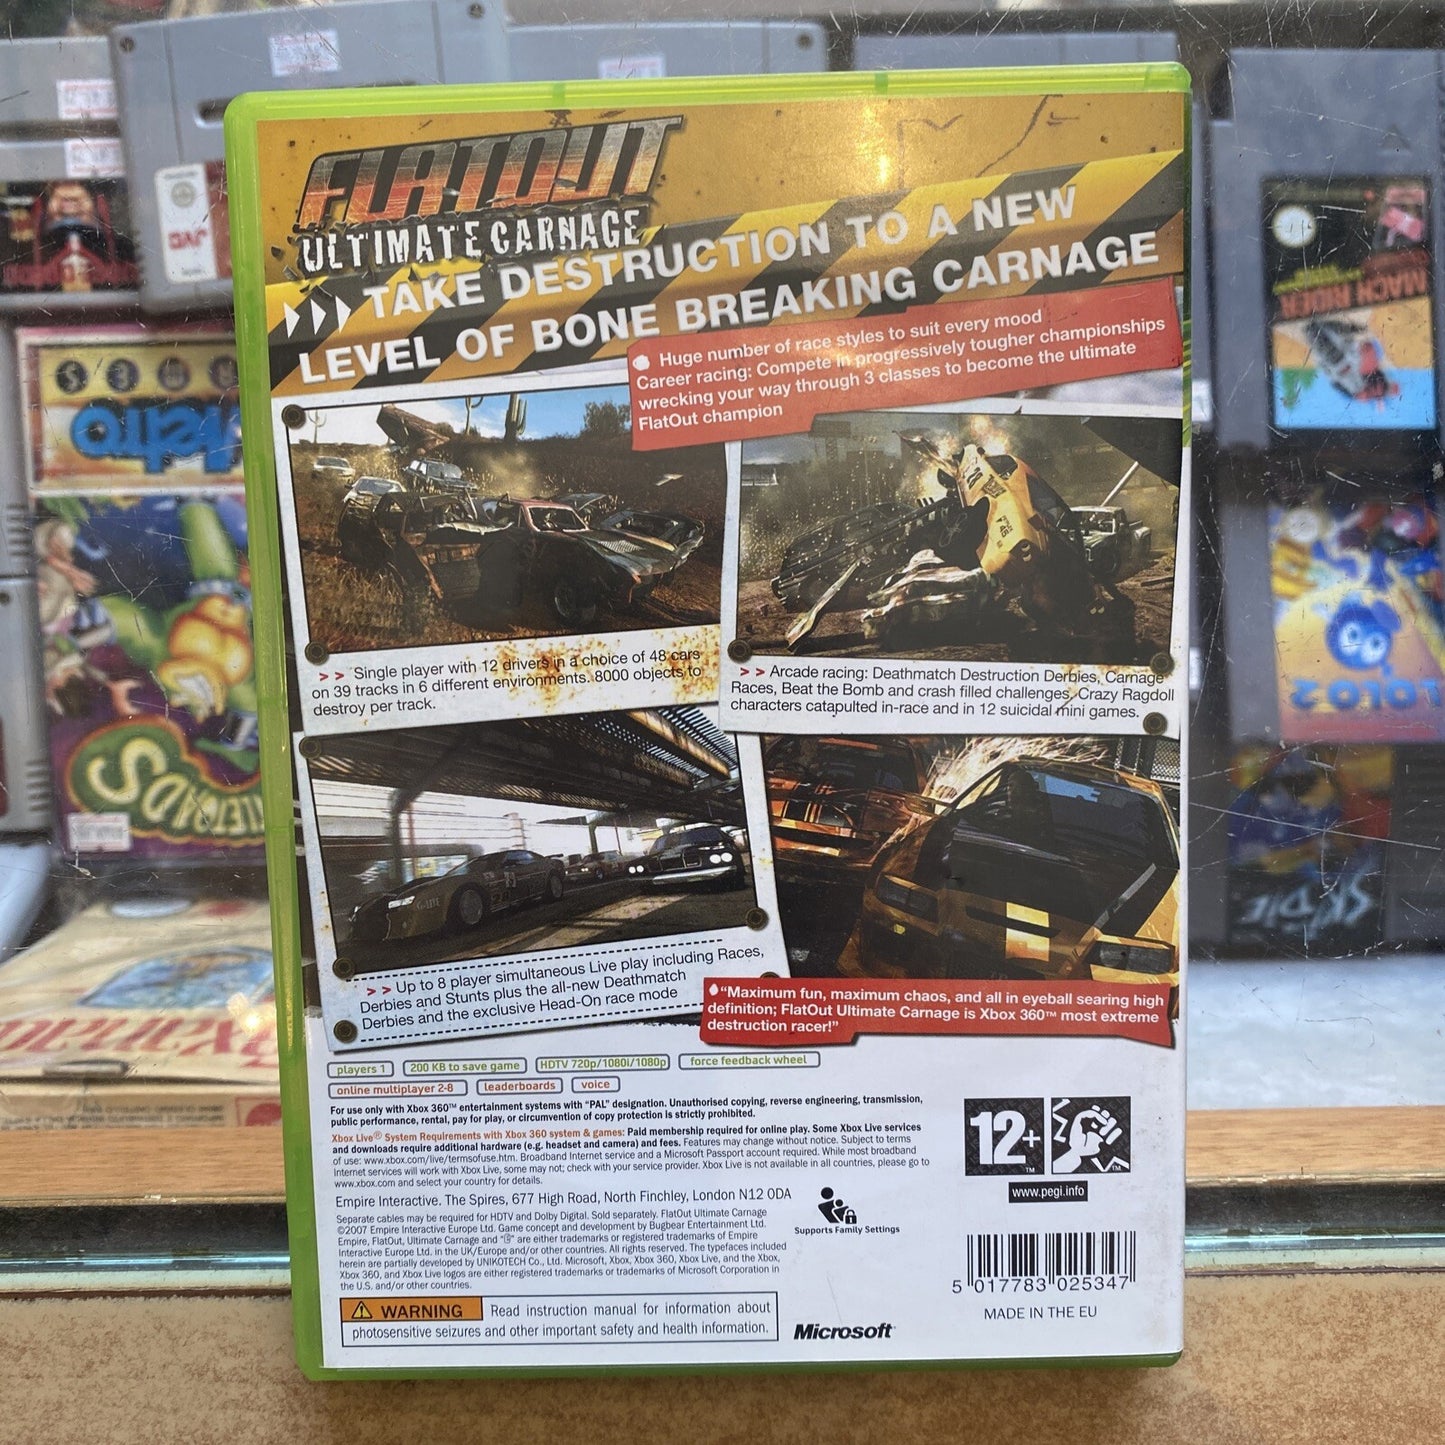 FLATOUT
ULTIMATE CARNAGE
TAKE DESTRUCTION TO A NEW
LEVEL OF BONE BREAKING CARNAGE
Huge number of race styles to suit every mood
Career racing: Compete in progressively tougher championships
wrecking your way through 3 classes to become the ultimate
FlatOut champion
> > Single player with 12 drivers in a choice of 48 cars
on 39 tracks in 6 different environments. 8000 objects to
destroy per track.
> > Arcade racing: Deathmatch Destruction Derbies, Carnage
Races, Beat the Bomb and crash filled challenges, Crazy Ragdoll
characters catapulted in-race and in 12 suicidal mini games.
> > Up to 8 player simultaneous Live play including Races,
Derbies and Stunts plus the all-new Deathmatch
Derbies and the exclusive Head-On race mode
“Maximum fun, maximum chaos, and all in eyeball searing high
definition; FlatOut Ultimate Carnage is Xbox 360™ most extreme
destruction racer!”
players 1
200 KB to save game
HDTV 720p/1080i/1080p
force feedback wheel
online multiplayer 2-8
leaderboards
voice
For use only with Xbox 360™ entertainment systems with “PAL” designation. Unauthorised copying, reverse engineering, transmission,
public performance, rental, pay for play, or circumvention of copy protection is strictly prohibited.
Xbox Live® System Requirements with Xbox 360 system & games: Paid membership required for online play. Some Xbox Live services
and downloads require additional hardware (e.g. headset and camera) and fees. Features may change without notice. Subject to terms
of use: www.xbox.com/live/termsofuse.htm. Broadband Internet service and a Microsoft Passport account required. While most broadband
Internet services will work with Xbox Live, some may not; check with your service provider. Xbox Live is not available in all countries, please go to
www.xbox.com and select your country for details.
Empire Interactive. The Spires, 677 High Road, North Finchley, London N12 0DA
Separate cables may be required for HDTV and Dolby Digital. Sold separately. FlatOut Ultimate Carnage
©2007 Empire Interactive Europe Ltd. Game concept and development by Bugbear Entertainment Ltd.
Empire, FlatOut, Ultimate Carnage and “ ” are either trademarks or registered trademarks of Empire
Interactive Europe Ltd. in the UK/Europe and/or other countries. All rights reserved. The typefaces included
herein are partially developed by UNIKOTECH Co., Ltd. Microsoft, Xbox, Xbox 360, Xbox Live, and the Xbox,
Xbox 360, and Xbox Live logos are either registered trademarks or trademarks of Microsoft Corporation in
the U.S. and/or other countries.
Supports Family Settings
12+
TM
www.pegi.info
5 017783 025347
MADE IN THE EU
WARNING Read instruction manual for information about
photosensitive seizures and other important safety and health information.
Microsoft
JVC
MACH RIDER
LOLO 2